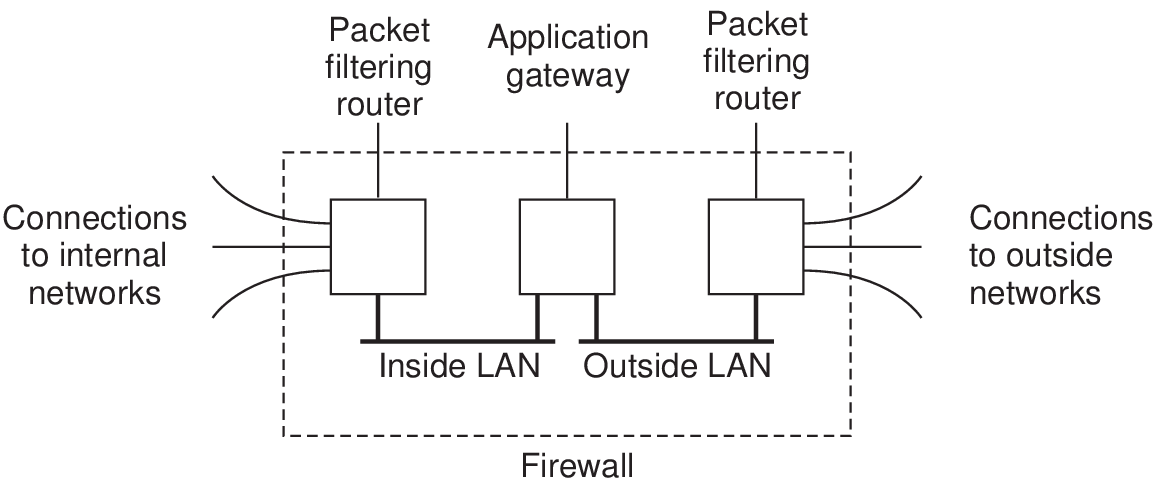 Packet
filtering
router
Application
gateway
Packet
filtering
router
Connections
to internal
networks
Connections
to outside
networks
Inside LAN
Outside LAN
Firewall